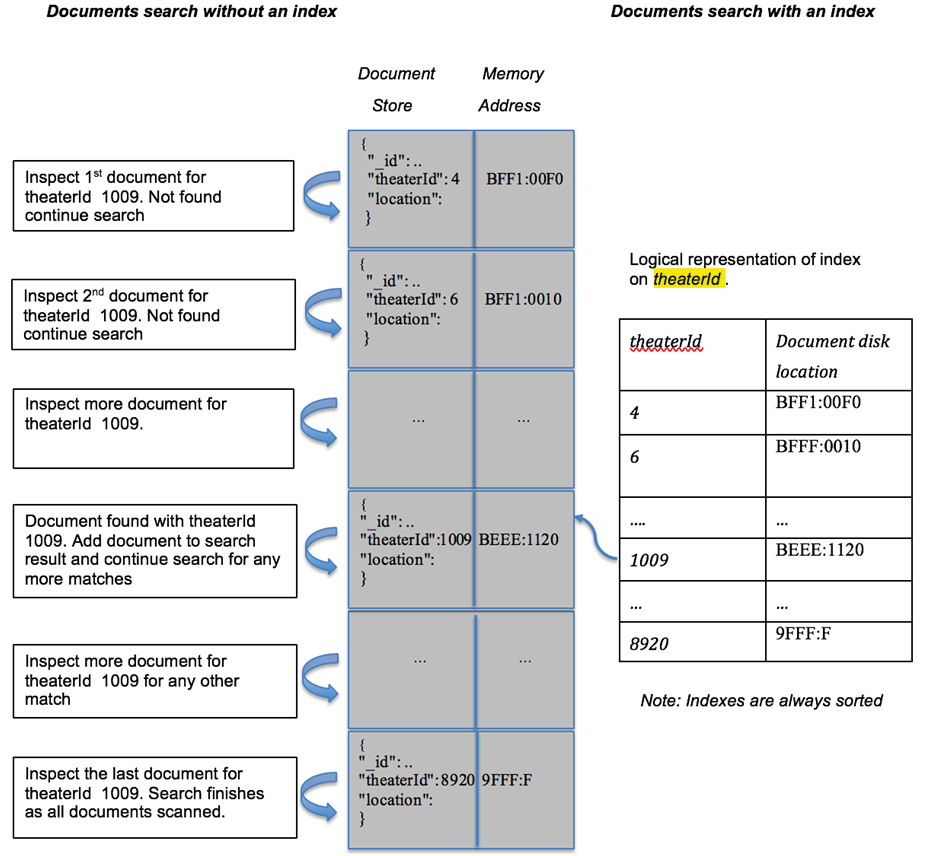 Documents search without an index
Documents search with an index
Document
Store
Memory
Address
Inspect 1st document for
theaterId 1009. Not found
continue search
{
"_id": ..
"theaterId": 4
"location":
}
BFF1:00F0
Inspect 2nd document for
theaterId 1009. Not found
continue search
{
"_id": ..
"theaterId": 6
"location":
}
BFF1:0010
Inspect more document for
theaterId 1009.
...
...
Document found with theaterId
1009. Add document to search
result and continue search for any
more matches
{
"_id": ..
"theaterId":1009
"location":
}
BEEE:1120
Inspect more document for
theaterId 1009 for any other
match
...
...
Inspect the last document for
theaterId 1009. Search finishes
as all documents scanned.
{
"_id": ..
"theaterId":8920
"location":
}
9FFF:F
Logical representation of index
on theaterId .
theaterId
Document disk
location
4
BFF1:00F0
6
BFFF:0010
....
...
1009
BEEE:1120
...
...
8920
9FFF:F
Note: Indexes are always sorted